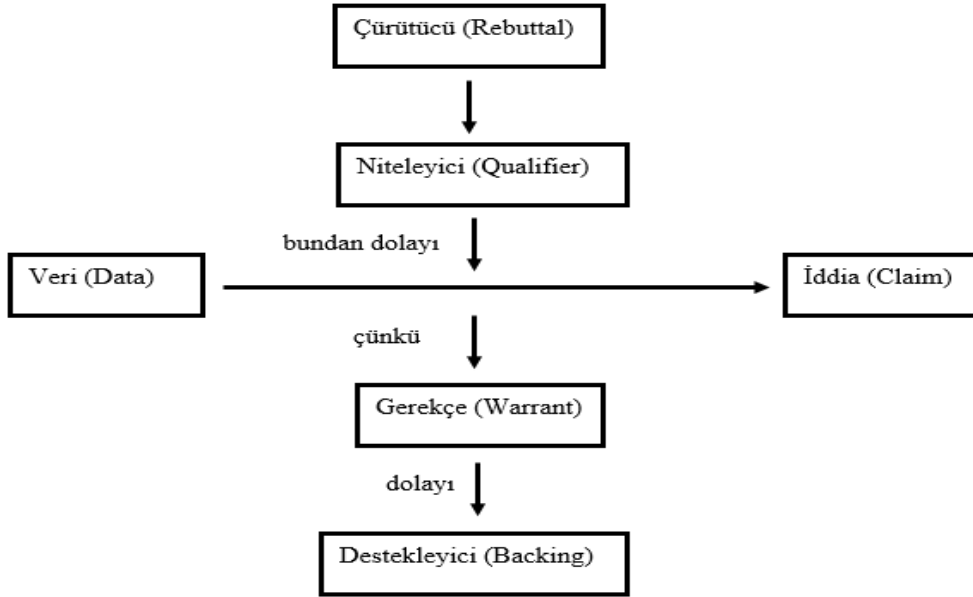 Çürütücü (Rebuttal)
Niteleyici (Qualifier)
bundan dolayı
Veri (Data)
İddia (Claim)
çünkü
Gerekçe (Warrant)
dolayı
Destekleyici (Backing)